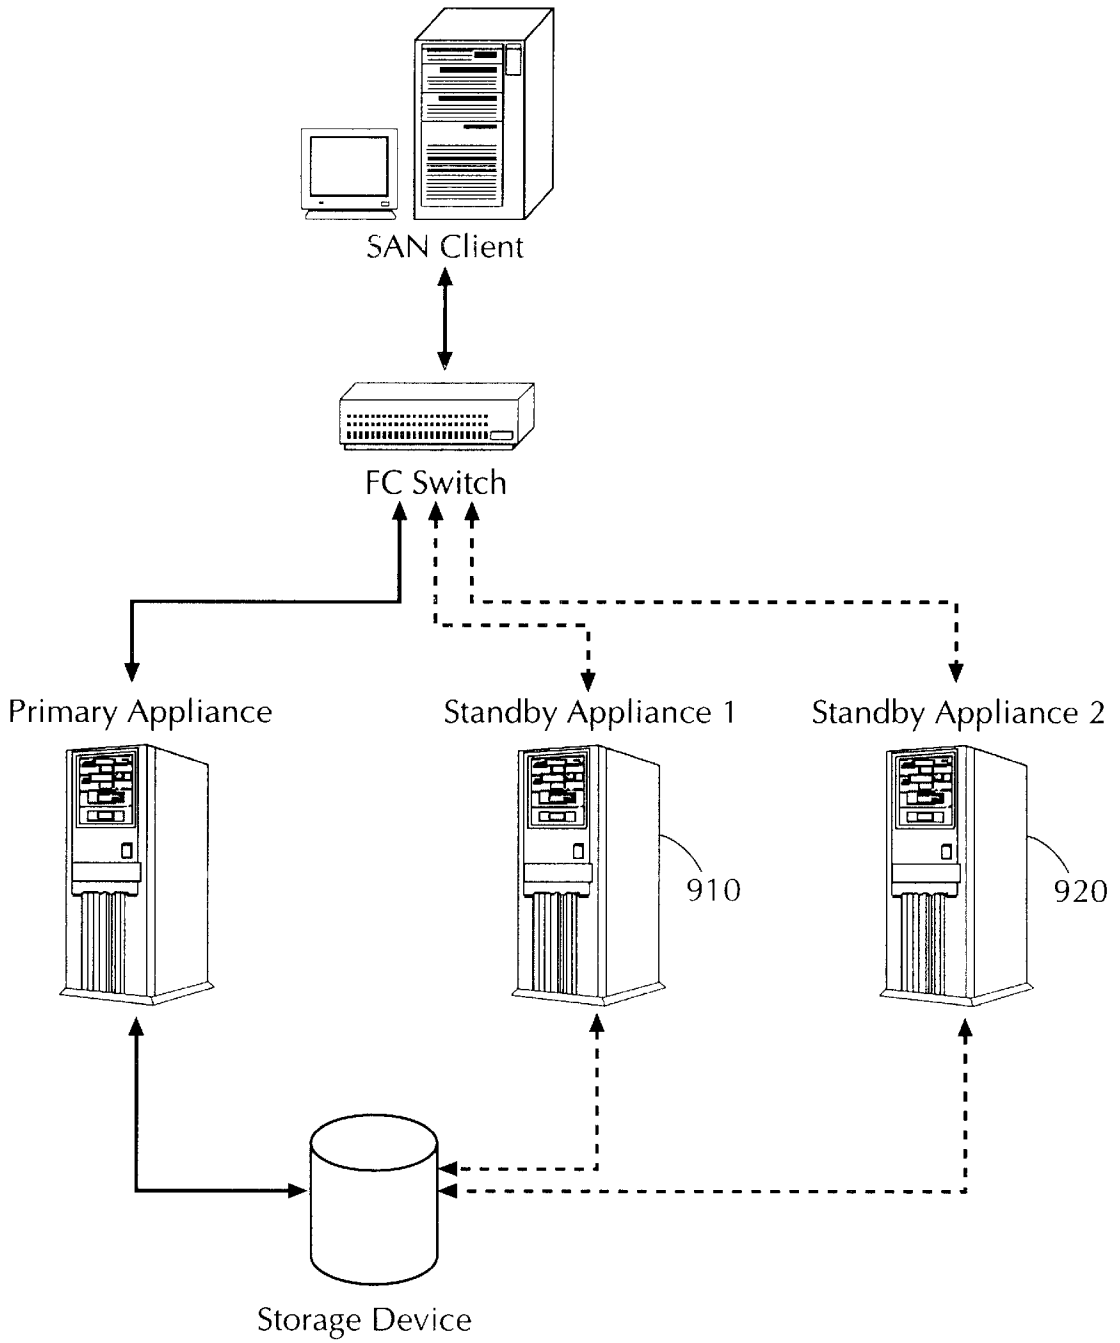 SAN Client
FC Switch
Primary Appliance
Standby Appliance 1
Standby Appliance 2
910
920
Storage Device